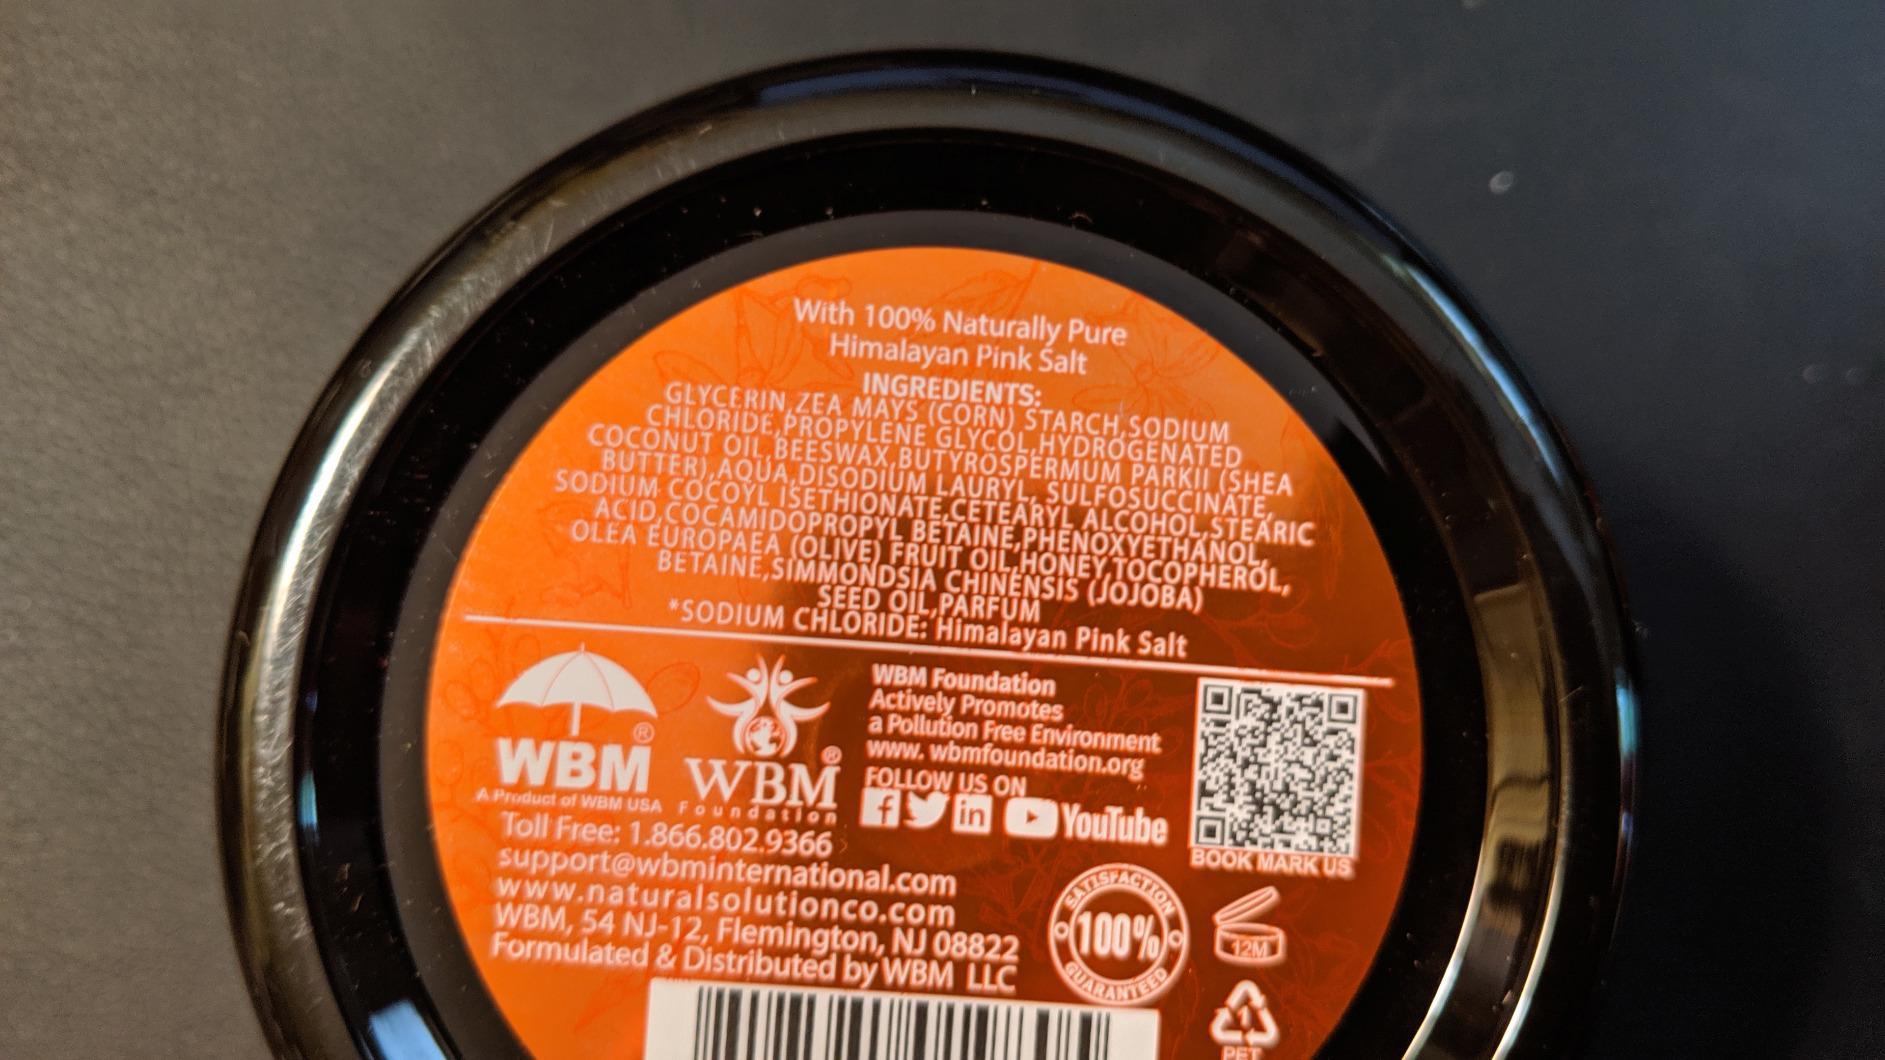 With 100% Naturally Pure
Himalayan Pink Salt
INGREDIENTS:
GLYCERIN,ZEA MAYS (CORN) STARCH,SODIUM
CHLORIDE,PROPYLENE GLYCOL,HYDROGENATED
COCONUT OIL,BEESWAX,BUTYROSPERMUM PARKII (SHEA
BUTTER),AQUA,DISODIUM LAURYL, SULFOSUCCINATE,
SODIUM COCOYL ISETHIONATE,CETEARYL ALCOHOL,STEARIC
ACID,COCAMIDOPROPYL BETAINE,PHENOXYETHANOL,
OLEA EUROPAEA (OLIVE) FRUIT OIL,HONEY,TOCOPHEROL,
BETAINE,SIMMONDSIA CHINENSIS (JOJOBA)
SEED OIL,PARFUM
*SODIUM CHLORIDE: Himalayan Pink Salt
WBM®
A Product of WBM USA
WBM®
Foundation
WBM Foundation
Actively Promotes
a Pollution Free Environment
www. wbmfoundation.org
FOLLOW US ON
f in YouTube
BOOK MARK US
Toll Free: 1.866.802.9366
support@wbminternational.com
www.naturalsolutionco.com
WBM, 54 NJ-12, Flemington, NJ 08822
Formulated & Distributed by WBM LLC
SATISFACTION
100%
GUARANTEED
12M
1
PET